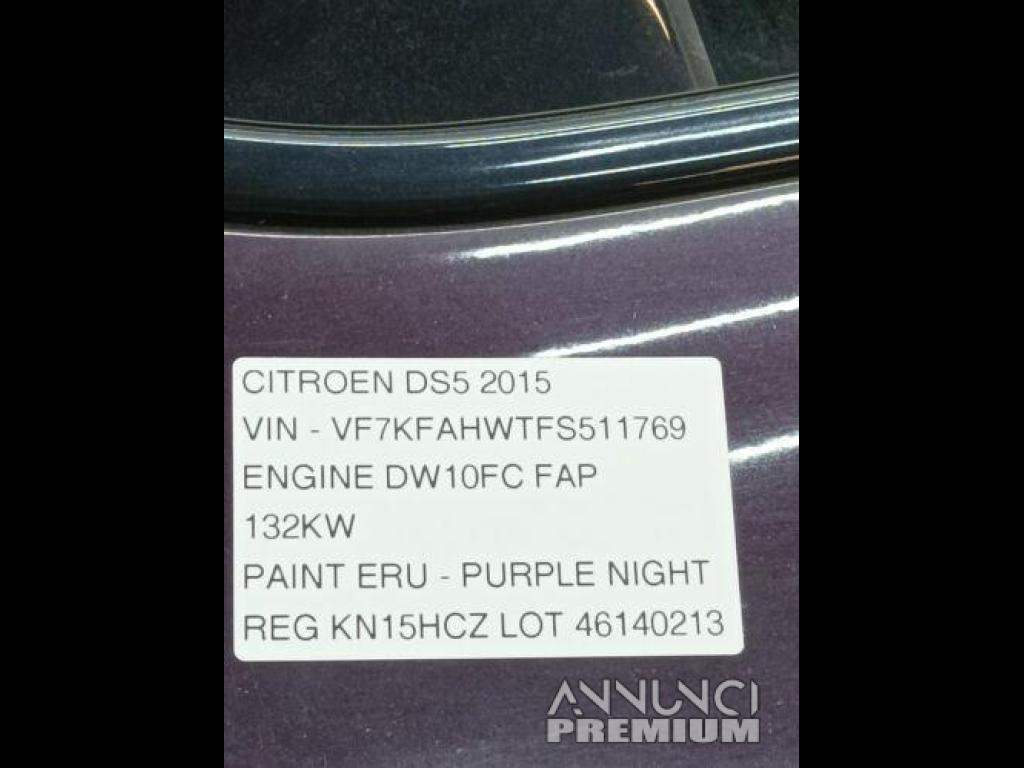 CITROEN DS5 2015
VIN - VF7KFAHWTFS511769
ENGINE DW10FC FAP
132KW
PAINT ERU - PURPLE NIGHT
REG KN15HCZ LOT 46140213
ANNUNCI
PREMIUM